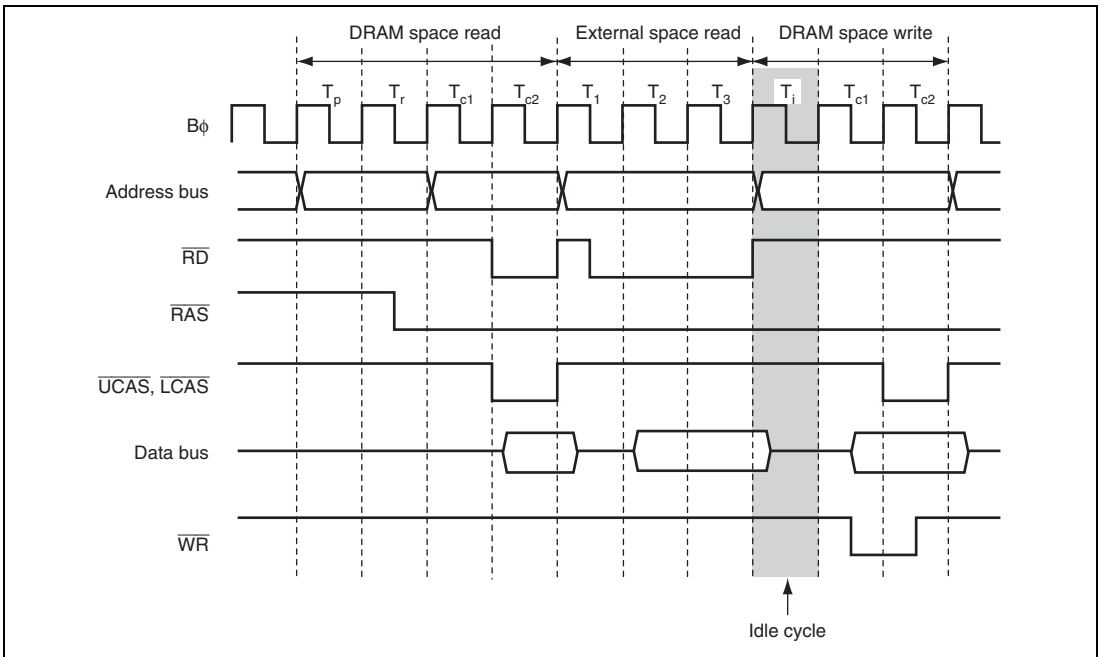 DRAM space read External space read DRAM space write
Tp Tr Tc1 Tc2 T1 T2 T3 Ti Tc1 Tc2
Bϕ
Address bus
RD
RAS
UCAS, LCAS
Data bus
WR
Idle cycle